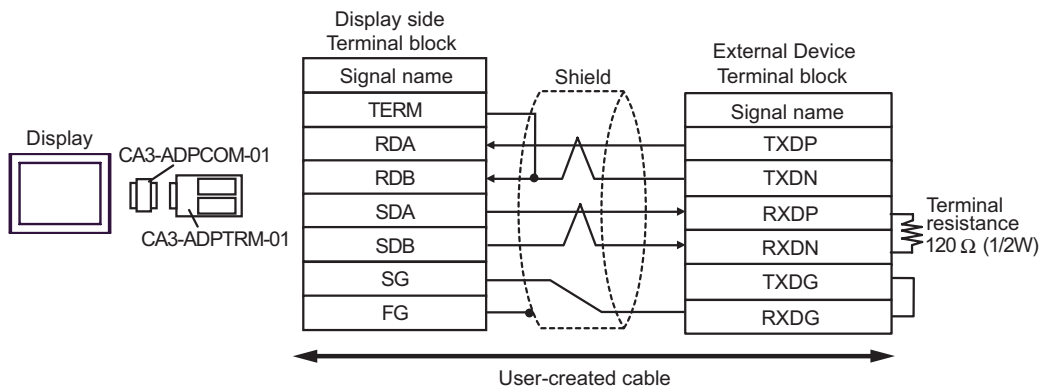 Display side
Terminal block
External Device
Terminal block
Signal name
Shield
Signal name
TERM
RDA
TXDP
RDB
TXDN
SDA
RXDP
SDB
RXDN
SG
TXDG
FG
RXDG
Display
CA3-ADPCOM-01
CA3-ADPTRM-01
Terminal
resistance
120 Ω (1/2W)
User-created cable